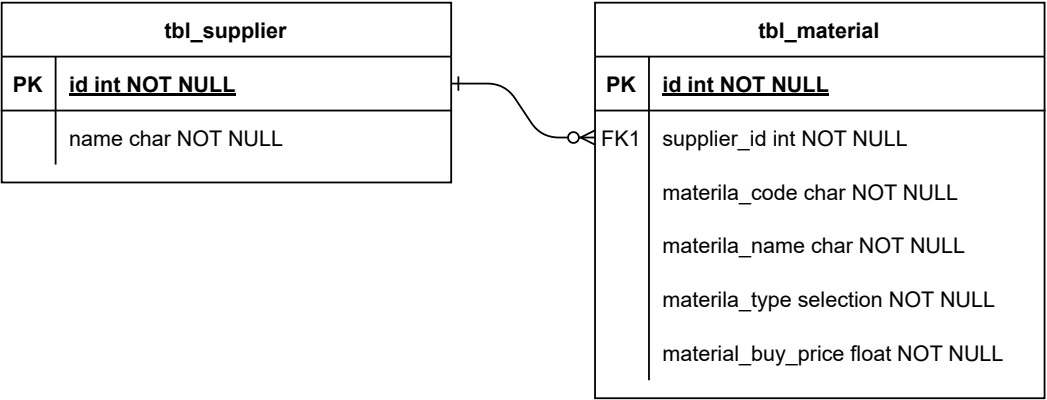 tbl_supplier
PK id int NOT NULL
name char NOT NULL
tbl_material
PK id int NOT NULL
FK1 supplier_id int NOT NULL
materila_code char NOT NULL
materila_name char NOT NULL
materila_type selection NOT NULL
material_buy_price float NOT NULL